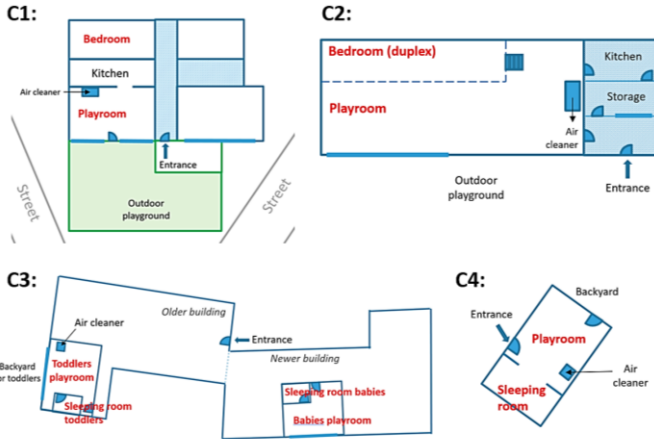 C1:
Bedroom
Kitchen
Air cleaner
Playroom
Entrance
Outdoor
playground
Street
Street
C2:
Bedroom (duplex)
Playroom
Kitchen
Storage
Air
cleaner
Outdoor
playground
Entrance
C3:
Older building
Air cleaner
Entrance
Newer building
Backyard
or toddlers
Toddlers
playroom
Sleeping room
toddlers
Sleeping room babies
Babies playroom
C4:
Backyard
Entrance
Playroom
Air
cleaner
Sleeping
room